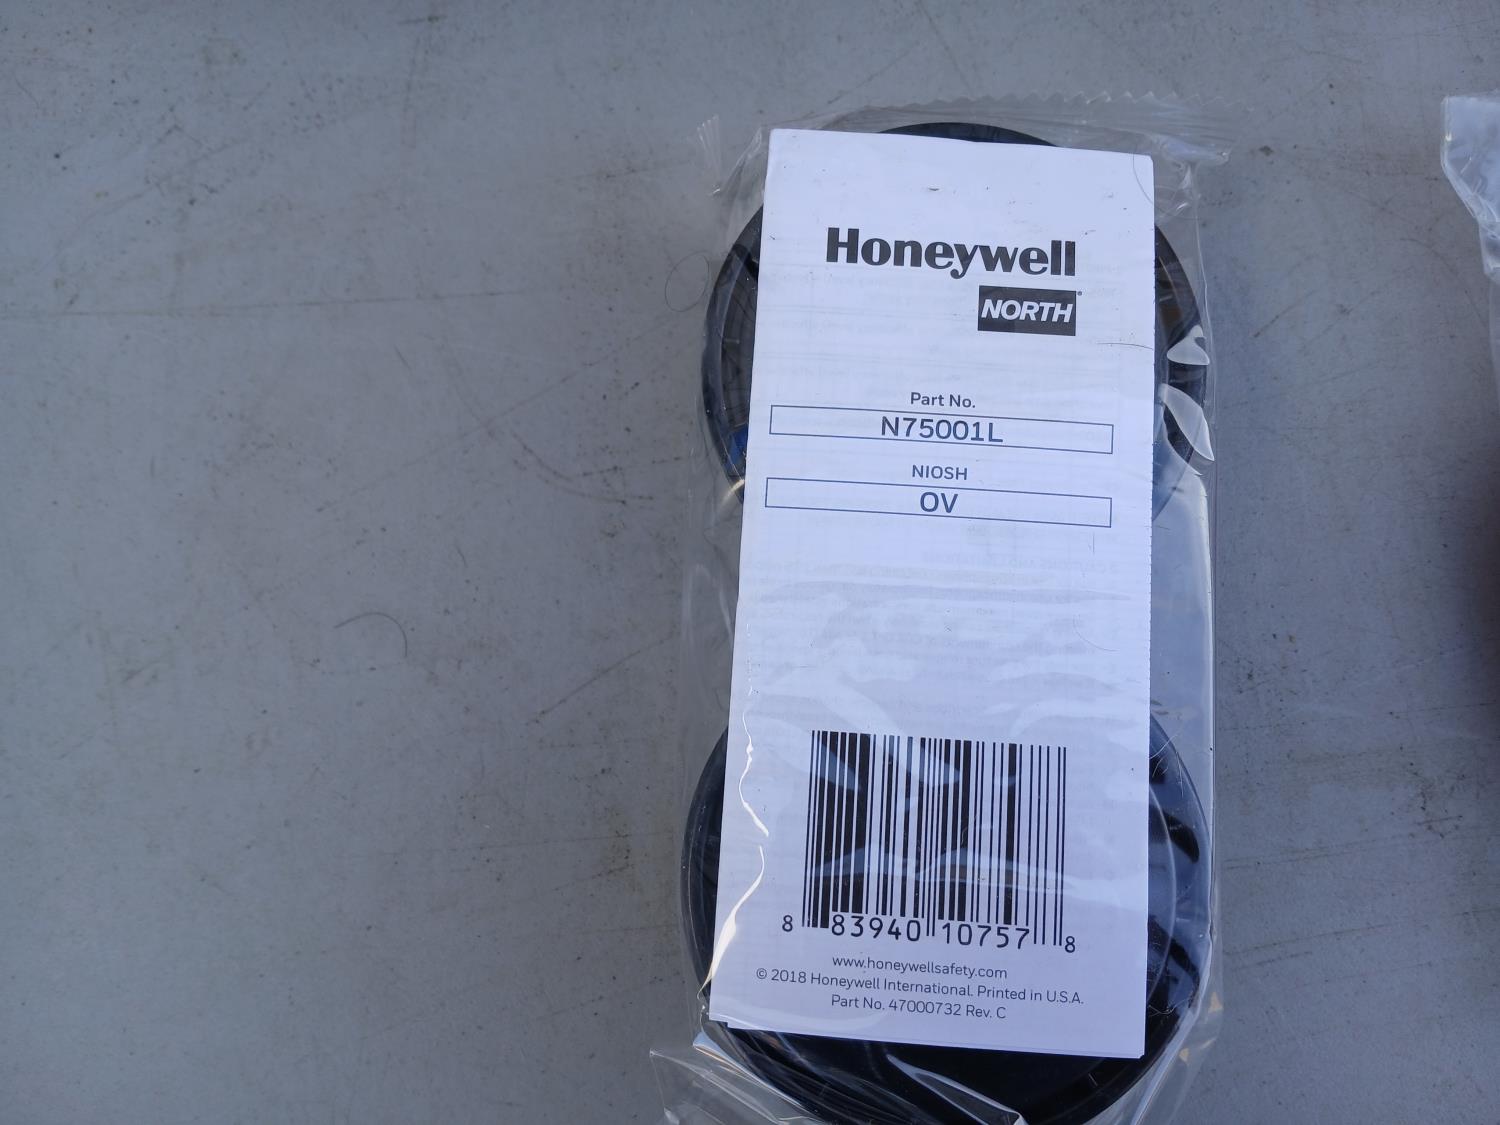 Honeywell
NORTH®
Part No.
N75001L
NIOSH
OV
8 83940 10757 8
www.honeywellsafety.com
© 2018 Honeywell International. Printed in U.S.A.
Part No. 47000732 Rev. C